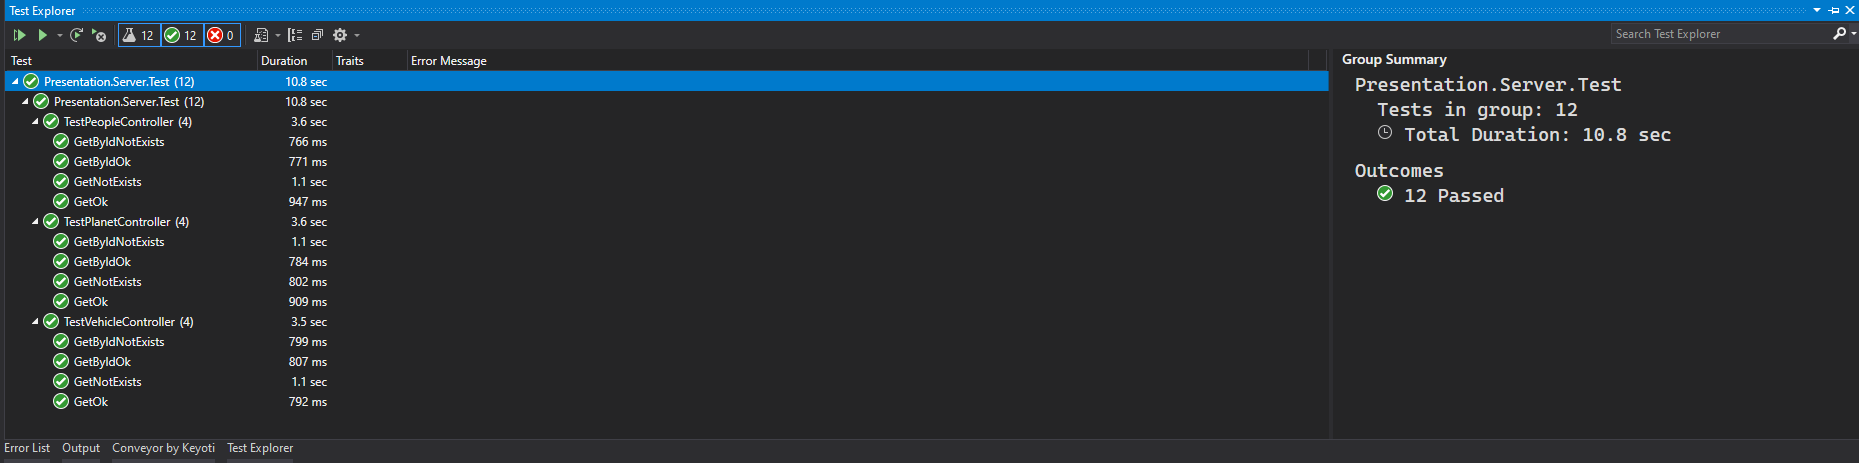 Test Explorer
12 12 0
Search Test Explorer
Test Duration Traits Error Message
Presentation.Server.Test (12) 10.8 sec
Presentation.Server.Test (12) 10.8 sec
TestPeopleController (4) 3.6 sec
GetByIdNotExists 766 ms
GetByIdOk 771 ms
GetNotExists 1.1 sec
GetOk 947 ms
TestPlanetController (4) 3.6 sec
GetByIdNotExists 1.1 sec
GetByIdOk 784 ms
GetNotExists 802 ms
GetOk 909 ms
TestVehicleController (4) 3.5 sec
GetByIdNotExists 799 ms
GetByIdOk 807 ms
GetNotExists 1.1 sec
GetOk 792 ms
Group Summary
Presentation.Server.Test
Tests in group: 12
Total Duration: 10.8 sec
Outcomes
12 Passed
Error List Output Conveyor by Keyoti Test Explorer